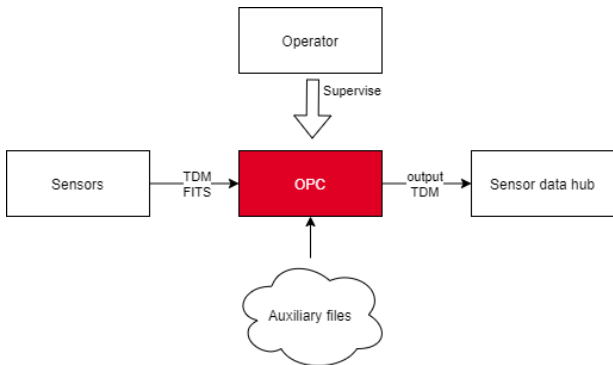 Operator
Supervise
Sensors
TDM
FITS
OPC
output
TDM
Sensor data hub
Auxiliary files